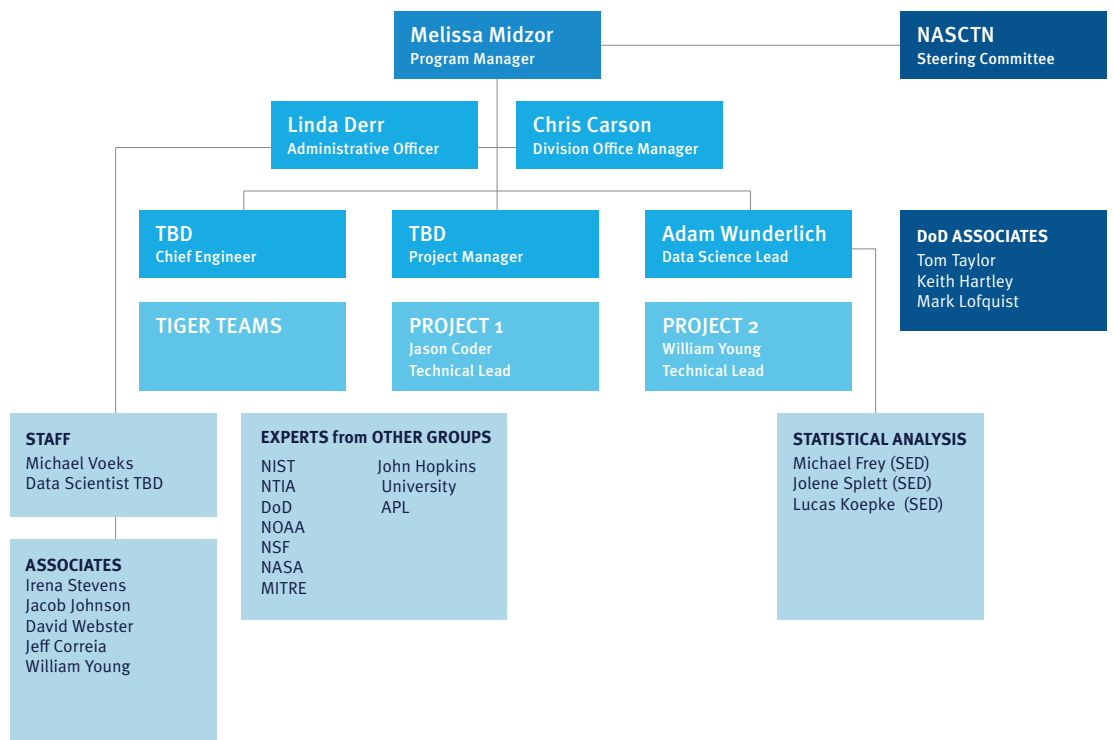 Melissa Midzor
Program Manager
NASCTN
Steering Committee
Linda Derr
Administrative Officer
Chris Carson
Division Office Manager
TBD
Chief Engineer
TBD
Project Manager
Adam Wunderlich
Data Science Lead
DoD ASSOCIATES
Tom Taylor
Keith Hartley
Mark Lofquist
TIGER TEAMS
PROJECT 1
Jason Coder
Technical Lead
PROJECT 2
William Young
Technical Lead
STAFF
Michael Voeks
Data Scientist TBD
EXPERTS from OTHER GROUPS
NIST
NTIA
DoD
NOAA
NSF
NASA
MITRE
John Hopkins
University
APL
STATISTICAL ANALYSIS
Michael Frey (SED)
Jolene Splett (SED)
Lucas Koepke (SED)
ASSOCIATES
Irena Stevens
Jacob Johnson
David Webster
Jeff Correia
William Young